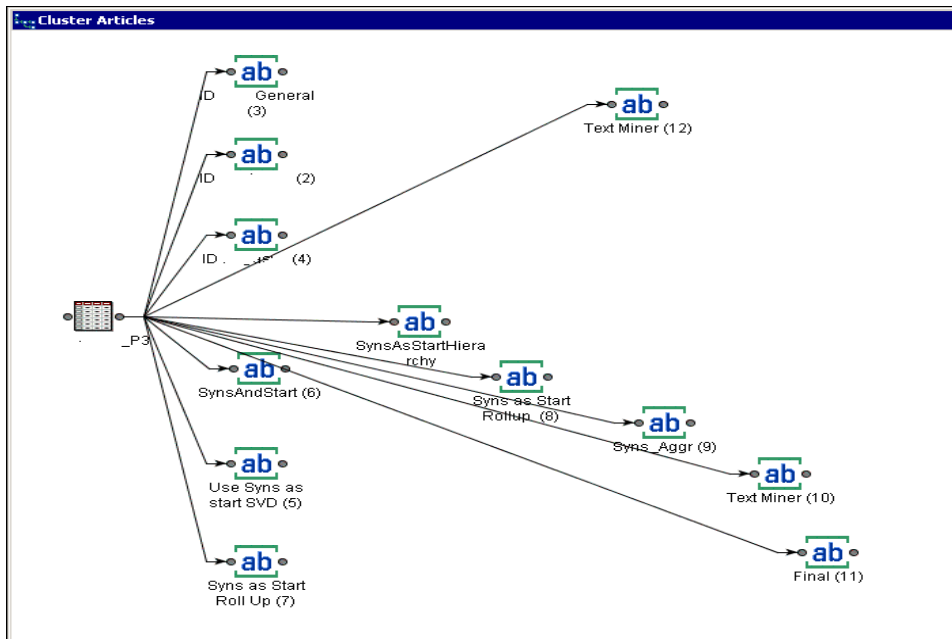 Cluster Articles
ab
ID General
(3)
ab
Text Miner (12)
ab
ID (2)
ab
ID (4)
_P3
ab
SynsAsStartHiera
rchy
ab
SynsAndStart (6)
ab
Syns as Start
Rollup (8)
ab
Syns_Aggr (9)
ab
Use Syns as
start SVD (5)
ab
Text Miner (10)
ab
Final (11)
ab
Syns as Start
Roll Up (7)